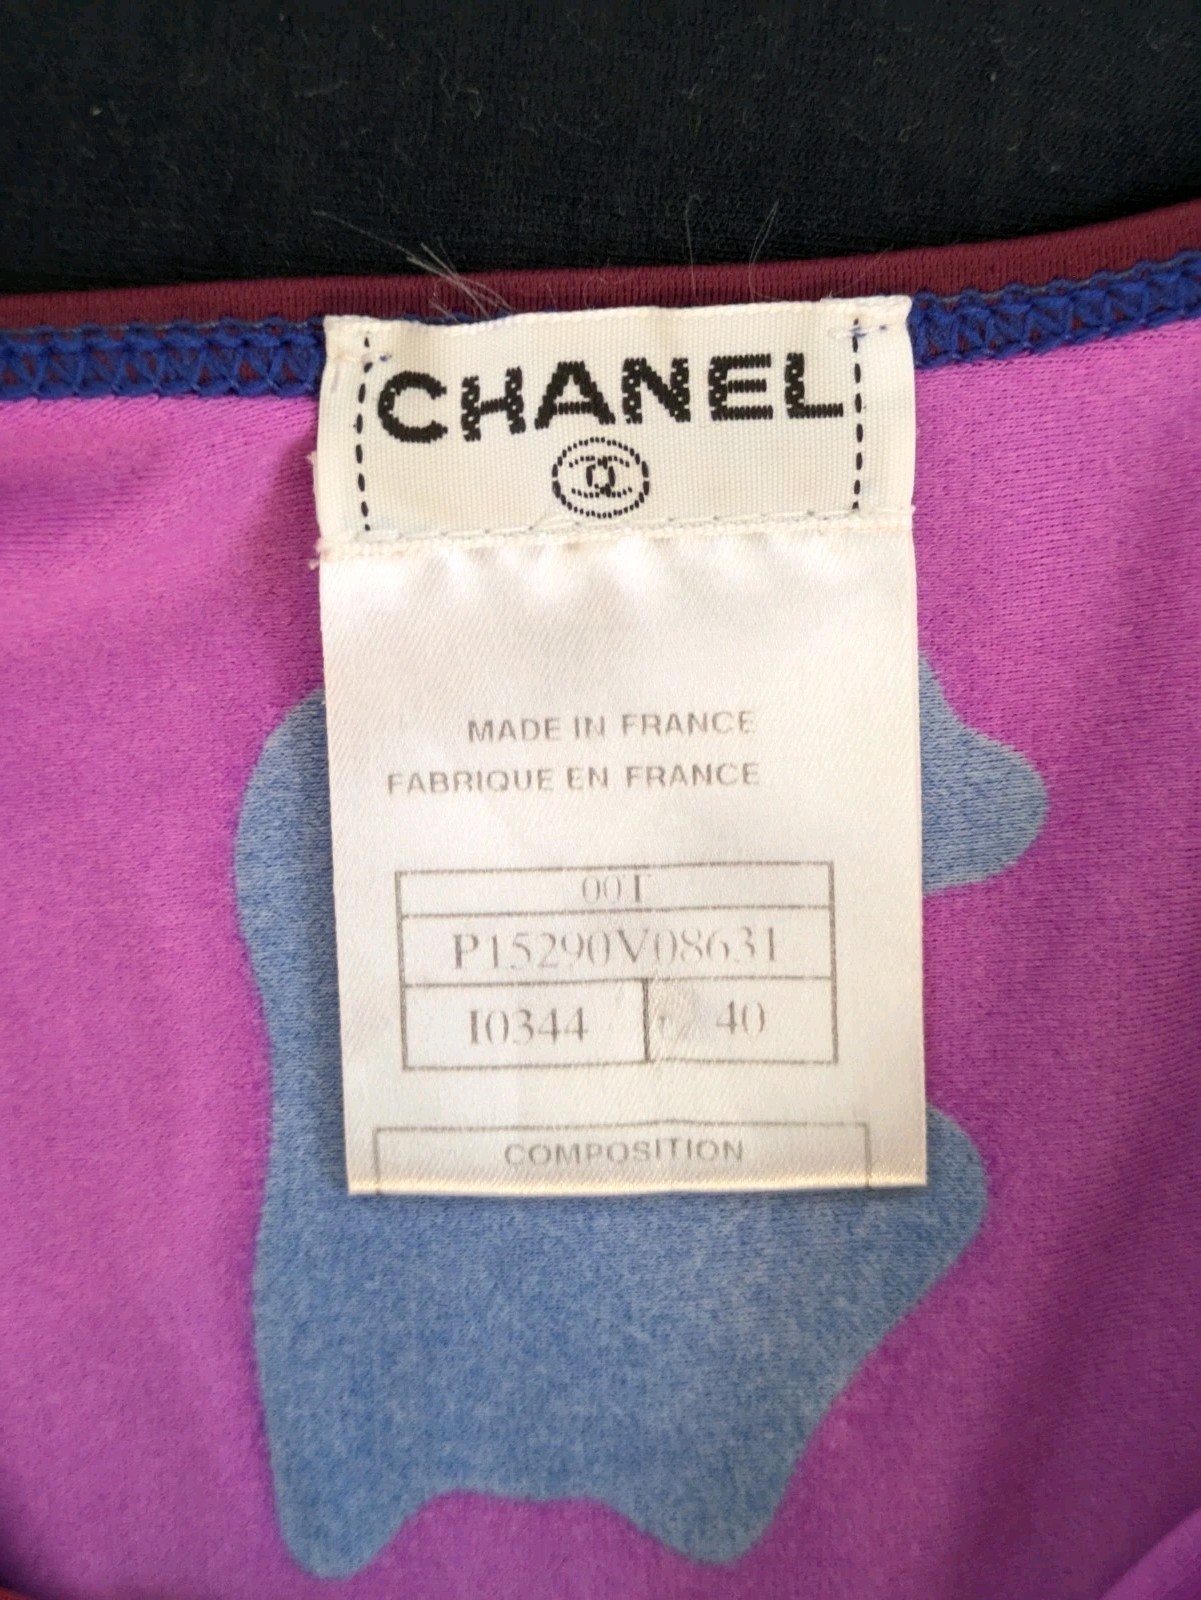 CHANEL
MADE IN FRANCE
FABRIQUE EN FRANCE
00T
P15290V08631
I0344 40
COMPOSITION